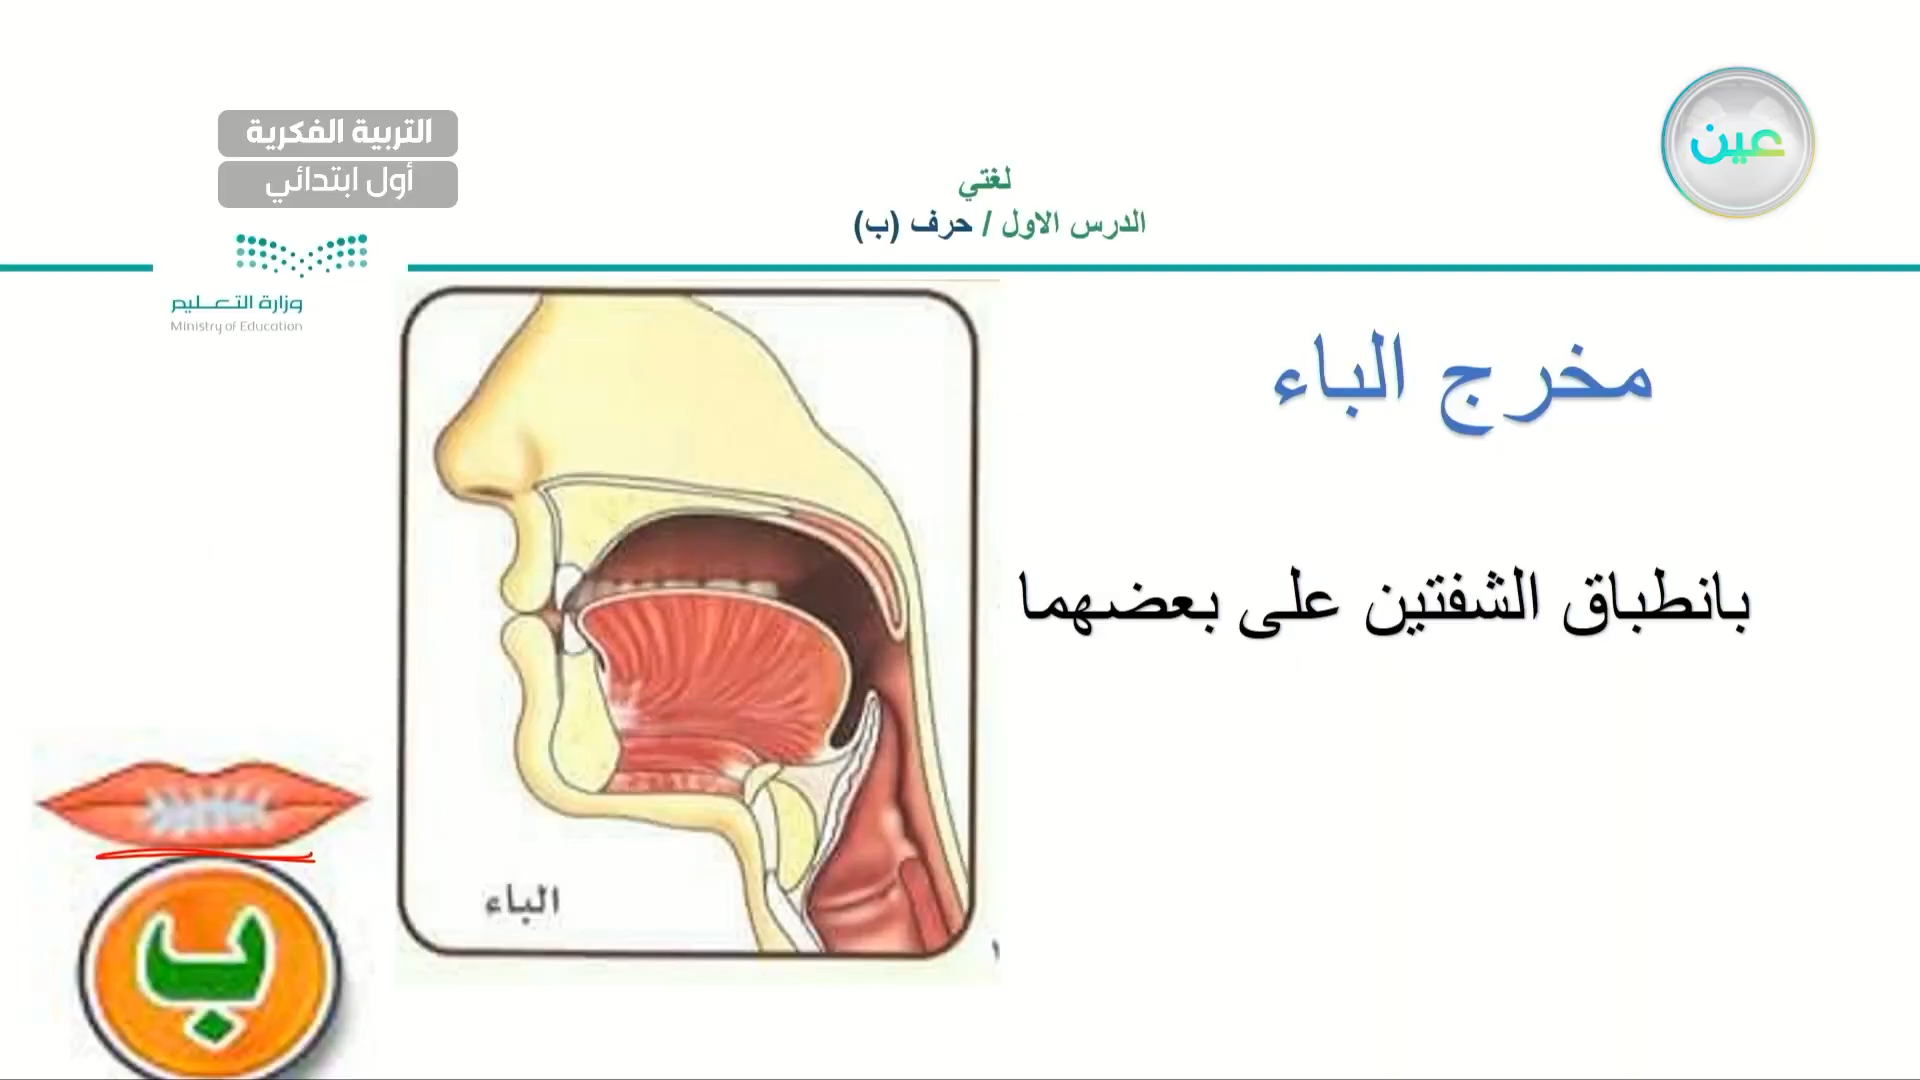 التربية الفكرية
أول ابتدائي
عين
لغتي
الدرس الاول / حرف (ب)
وزارة التعليم
Ministry of Education
مخرج الباء
بانطباق الشفتين على بعضهما
الباء
ب